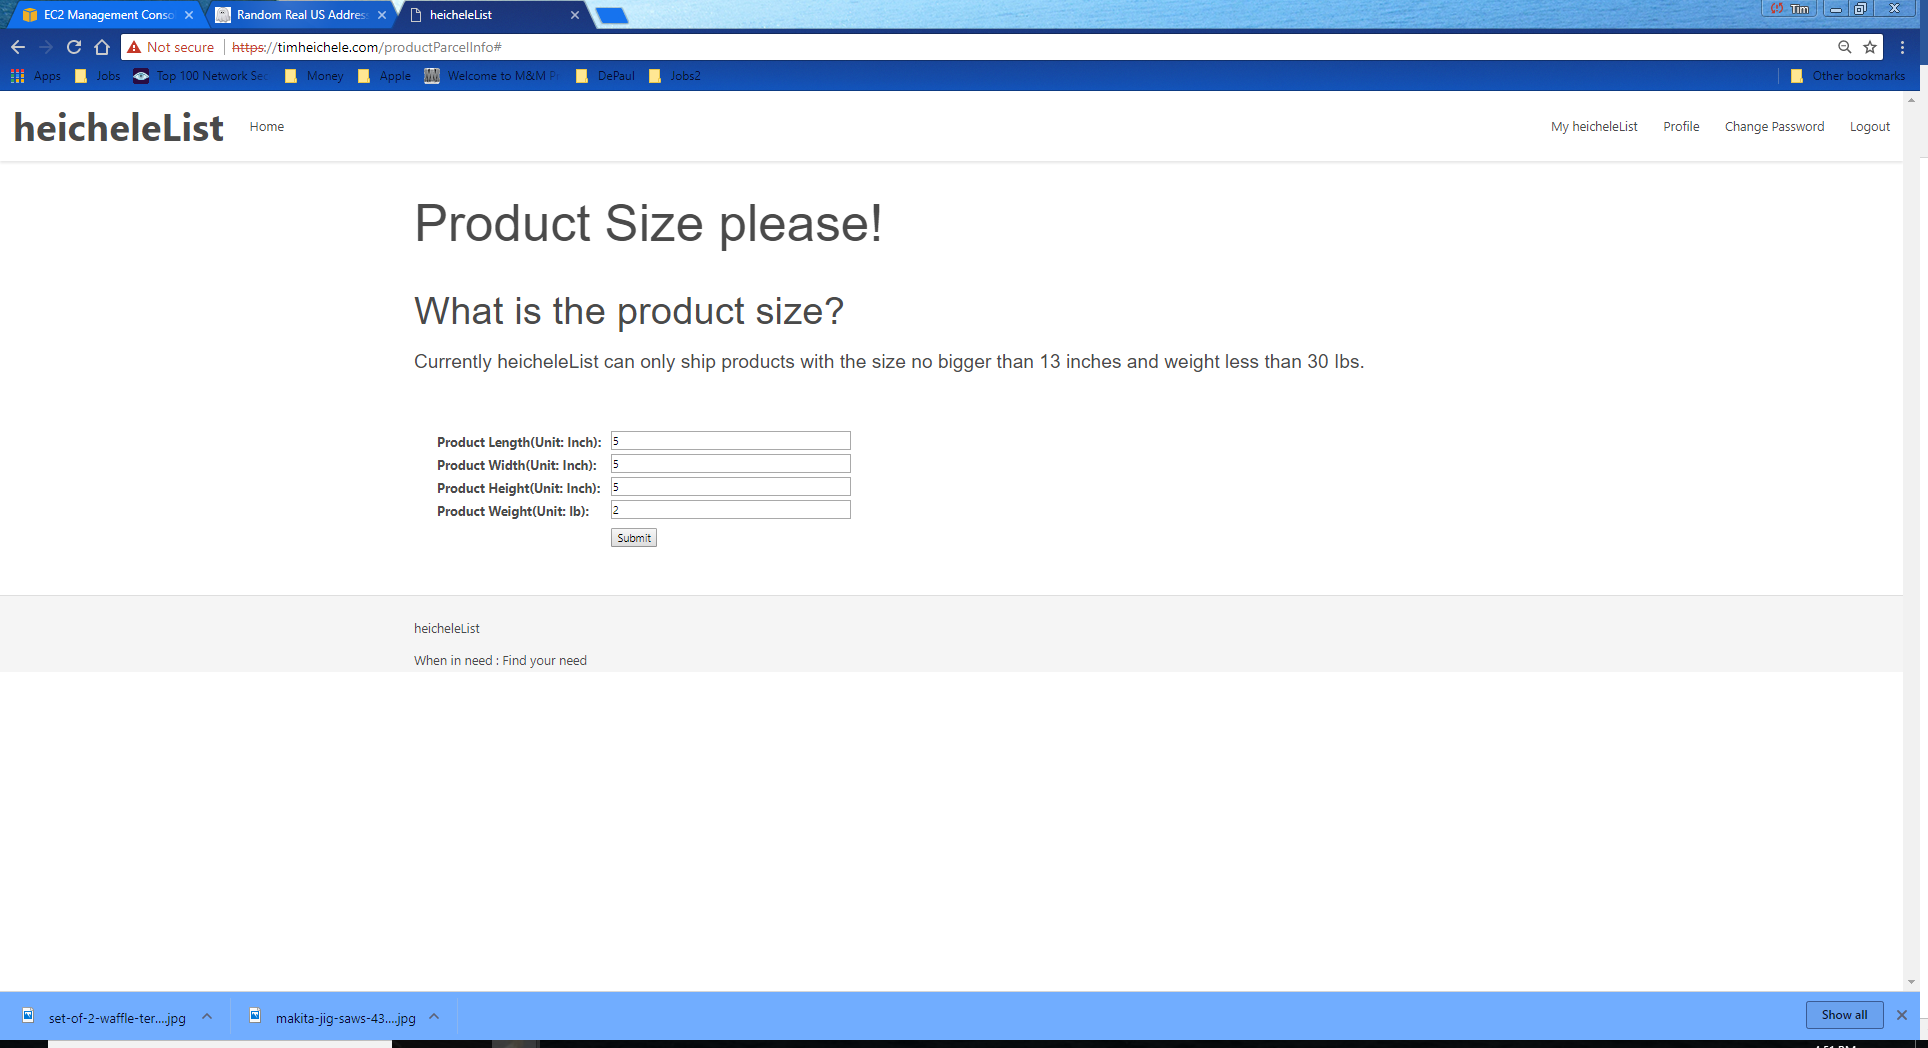 EC2 Management Conso
Random Real US Address
heicheleList
Tim
Not secure
https://timheichele.com/productParcelInfo#
Apps
Jobs
Top 100 Network Sec
Money
Apple
Welcome to M&M P
DePaul
Jobs2
Other bookmarks
heicheleList
Home
My heicheleList
Profile
Change Password
Logout
Product Size please!
What is the product size?
Currently heicheleList can only ship products with the size no bigger than 13 inches and weight less than 30 lbs.
Product Length(Unit: Inch): 5
Product Width(Unit: Inch): 5
Product Height(Unit: Inch): 5
Product Weight(Unit: lb): 2
Submit
heicheleList
When in need : Find your need
set-of-2-waffle-ter....jpg
makita-jig-saws-43....jpg
Show all